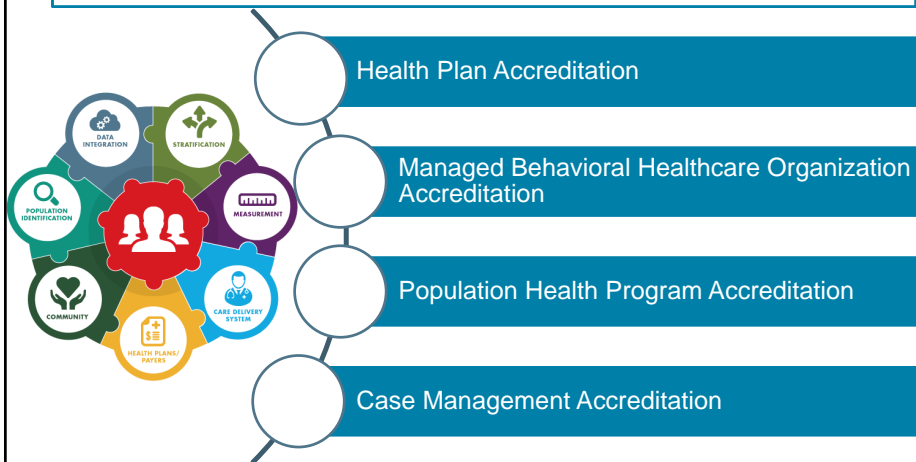 Health Plan Accreditation
Managed Behavioral Healthcare Organization
Accreditation
Population Health Program Accreditation
Case Management Accreditation
DATA
INTEGRATION
STRATIFICATION
POPULATION
IDENTIFICATION
MEASUREMENT
COMMUNITY
CARE DELIVERY
SYSTEM
HEALTH PLANS/
PAYERS